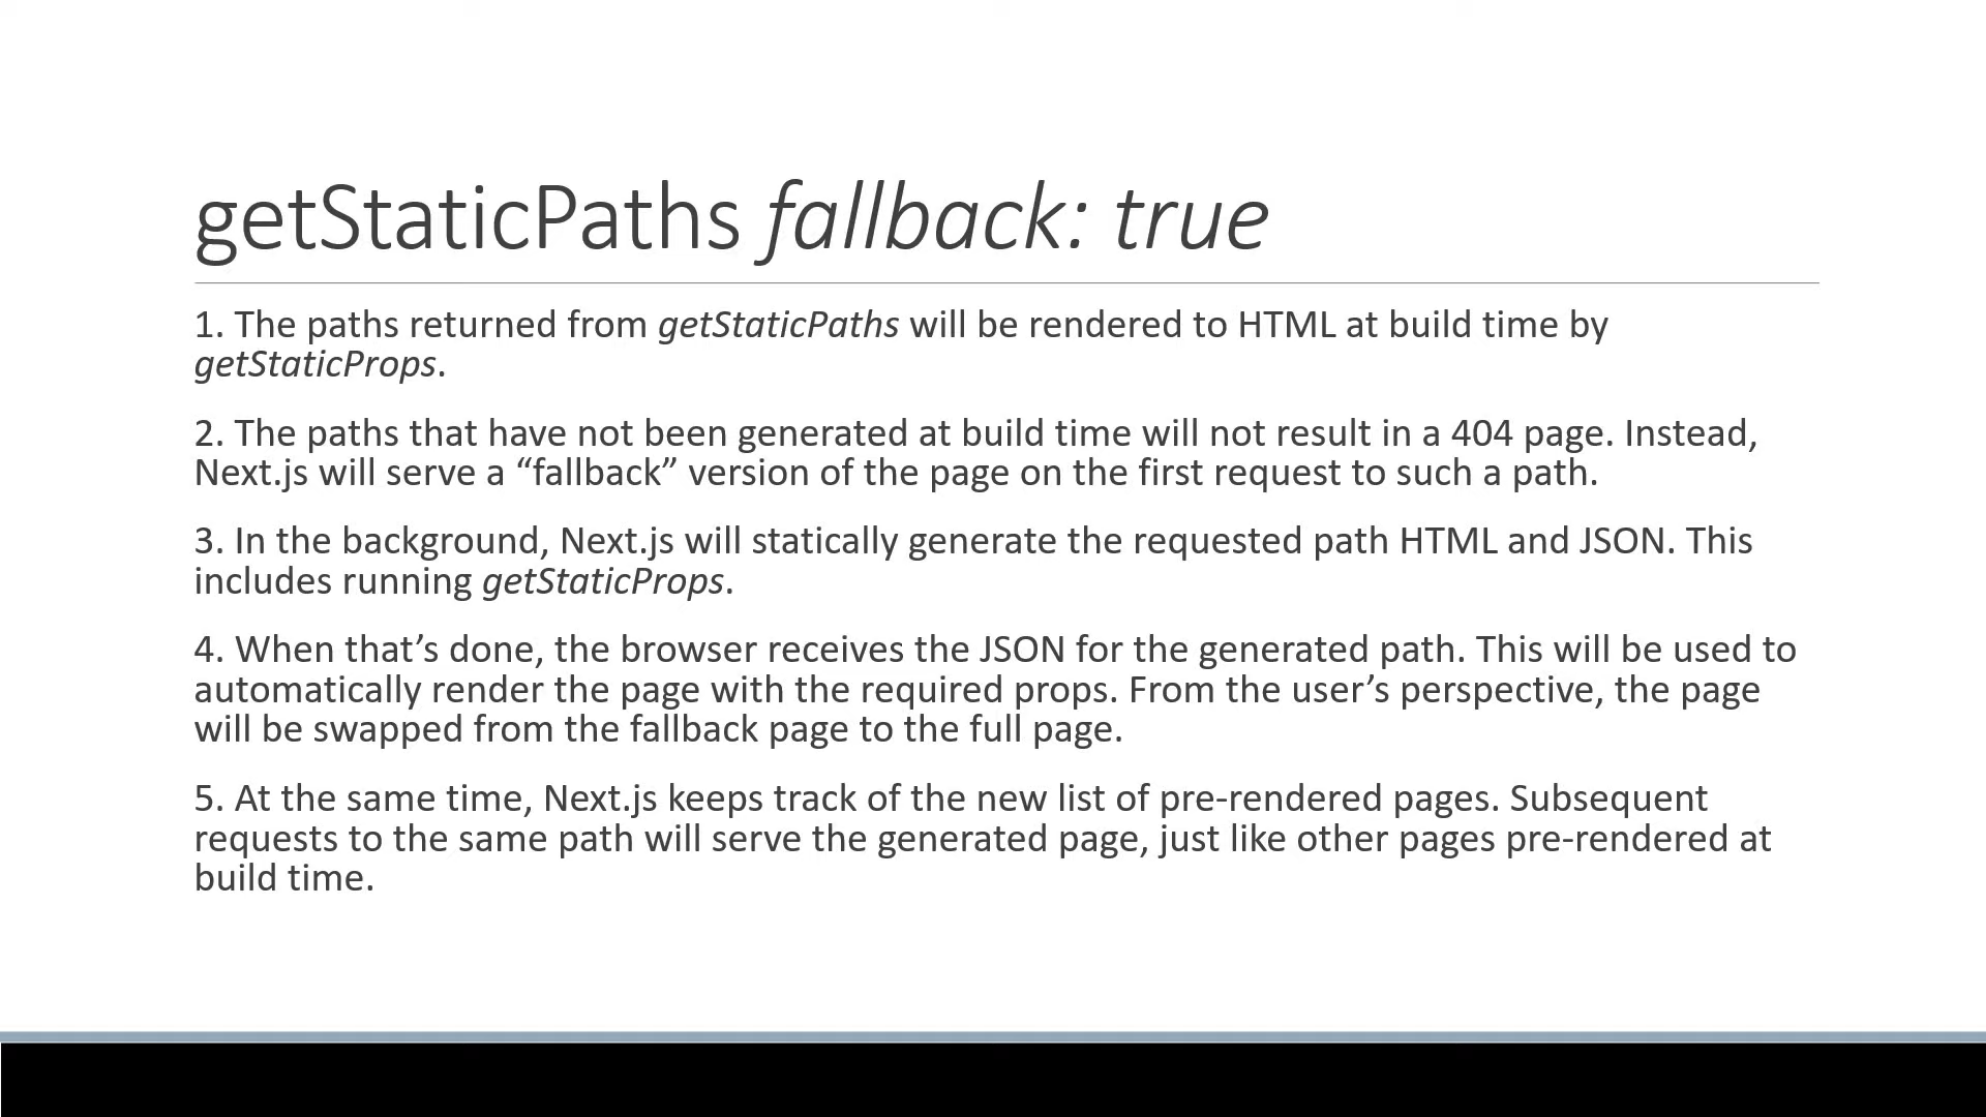 getStaticPaths fallback: true
1. The paths returned from getStaticPaths will be rendered to HTML at build time by
getStaticProps.
2. The paths that have not been generated at build time will not result in a 404 page. Instead,
Next.js will serve a “fallback” version of the page on the first request to such a path.
3. In the background, Next.js will statically generate the requested path HTML and JSON. This
includes running getStaticProps.
4. When that’s done, the browser receives the JSON for the generated path. This will be used to
automatically render the page with the required props. From the user’s perspective, the page
will be swapped from the fallback page to the full page.
5. At the same time, Next.js keeps track of the new list of pre-rendered pages. Subsequent
requests to the same path will serve the generated page, just like other pages pre-rendered at
build time.